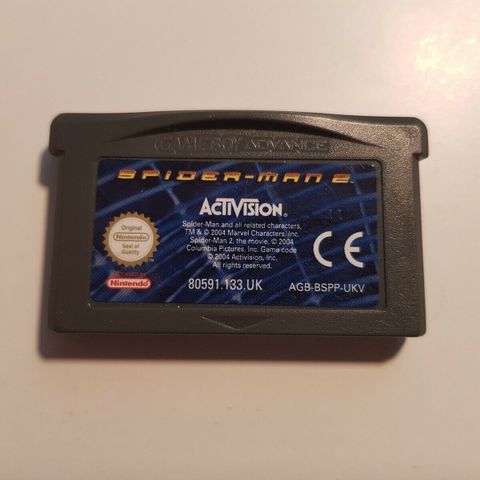 GAME BOY ADVANCE
SPIDER-MAN 2
ACTIVISION®
Spider-Man and all related characters,
TM & © 2004 Marvel Characters, Inc.
Spider-Man 2, the movie, © 2004
Columbia Pictures, Inc. Game code
© 2004 Activision, Inc.
All rights reserved.
CE
Original
Nintendo
Seal of
Quality
Nintendo
80591.133.UK
AGB-BSPP-UKV